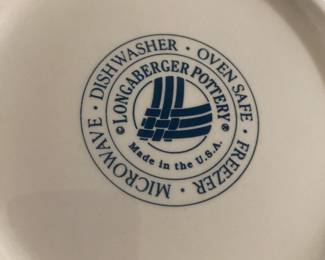 MICROWAVE · DISHWASHER · OVEN SAFE · FREEZER ·
© LONGABERGER POTTERY ®
Made in the U.S.A.